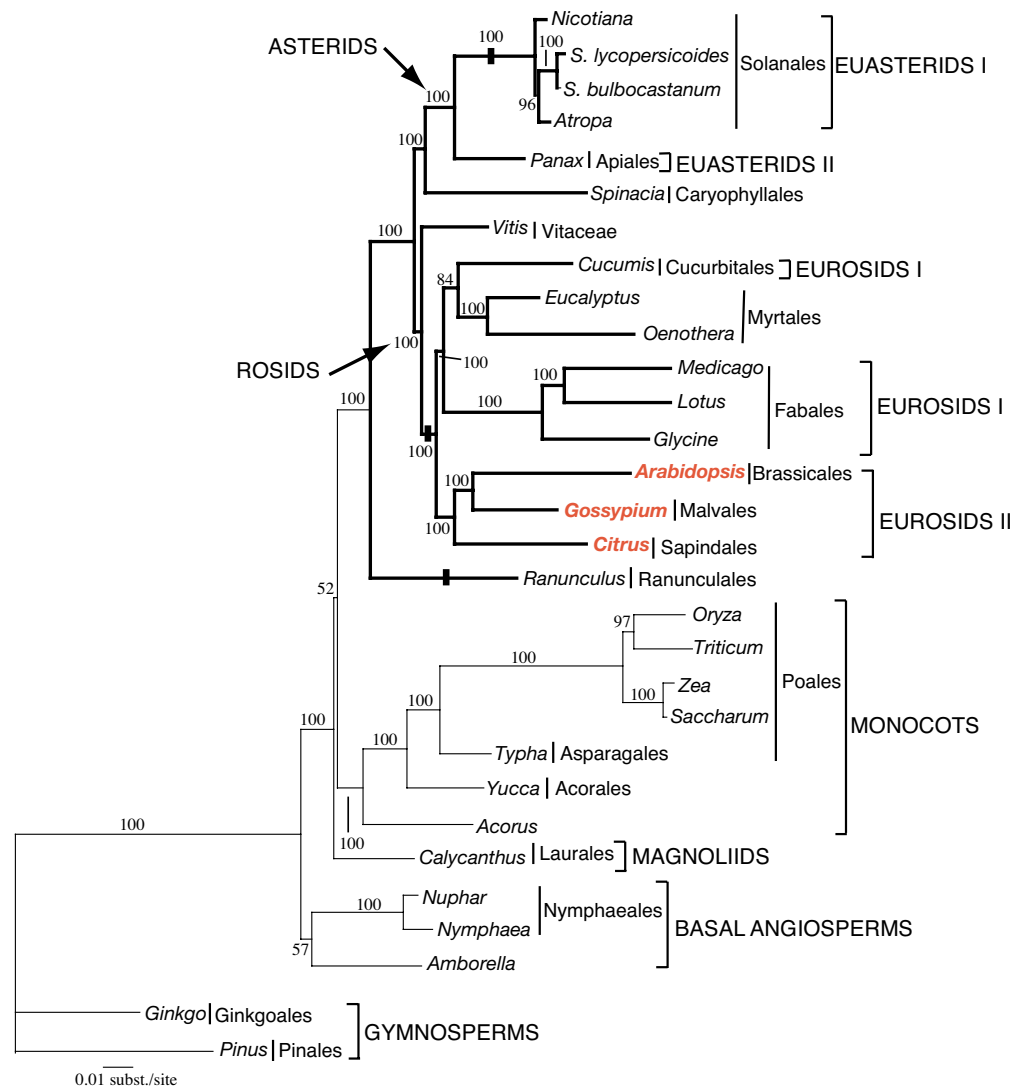 Nicotiana
100
100
ASTERIDS
S. lycopersicoides
Solanales
EUASTERIDS I
S. bulbocastanum
100
96
Atropa
100
Panax
Apiales
EUASTERIDS II
Spinacia
Caryophyllales
100
Vitis
Vitaceae
Cucumis
Cucurbitales
EUROSIDS I
84
Eucalyptus
100
Myrtales
Oenothera
100
100
ROSIDS
Medicago
100
100
100
Lotus
Fabales
EUROSIDS I
Glycine
100
Arabidopsis
Brassicales
100
Gossypium
Malvales
EUROSIDS II
100
Citrus
Sapindales
Ranunculus
Ranunculales
52
Oryza
97
Triticum
100
Poales
Zea
100
100
Saccharum
MONOCOTS
100
100
Typha
Asparagales
Yucca
Acorales
Acorus
100
100
Calycanthus
Laurales
MAGNOLIIDS
Nuphar
100
Nymphaeales
Nymphaea
BASAL ANGIOSPERMS
57
Amborella
Ginkgo
Ginkgoales
GYMNOSPERMS
Pinus
Pinales
0.01 subst./site